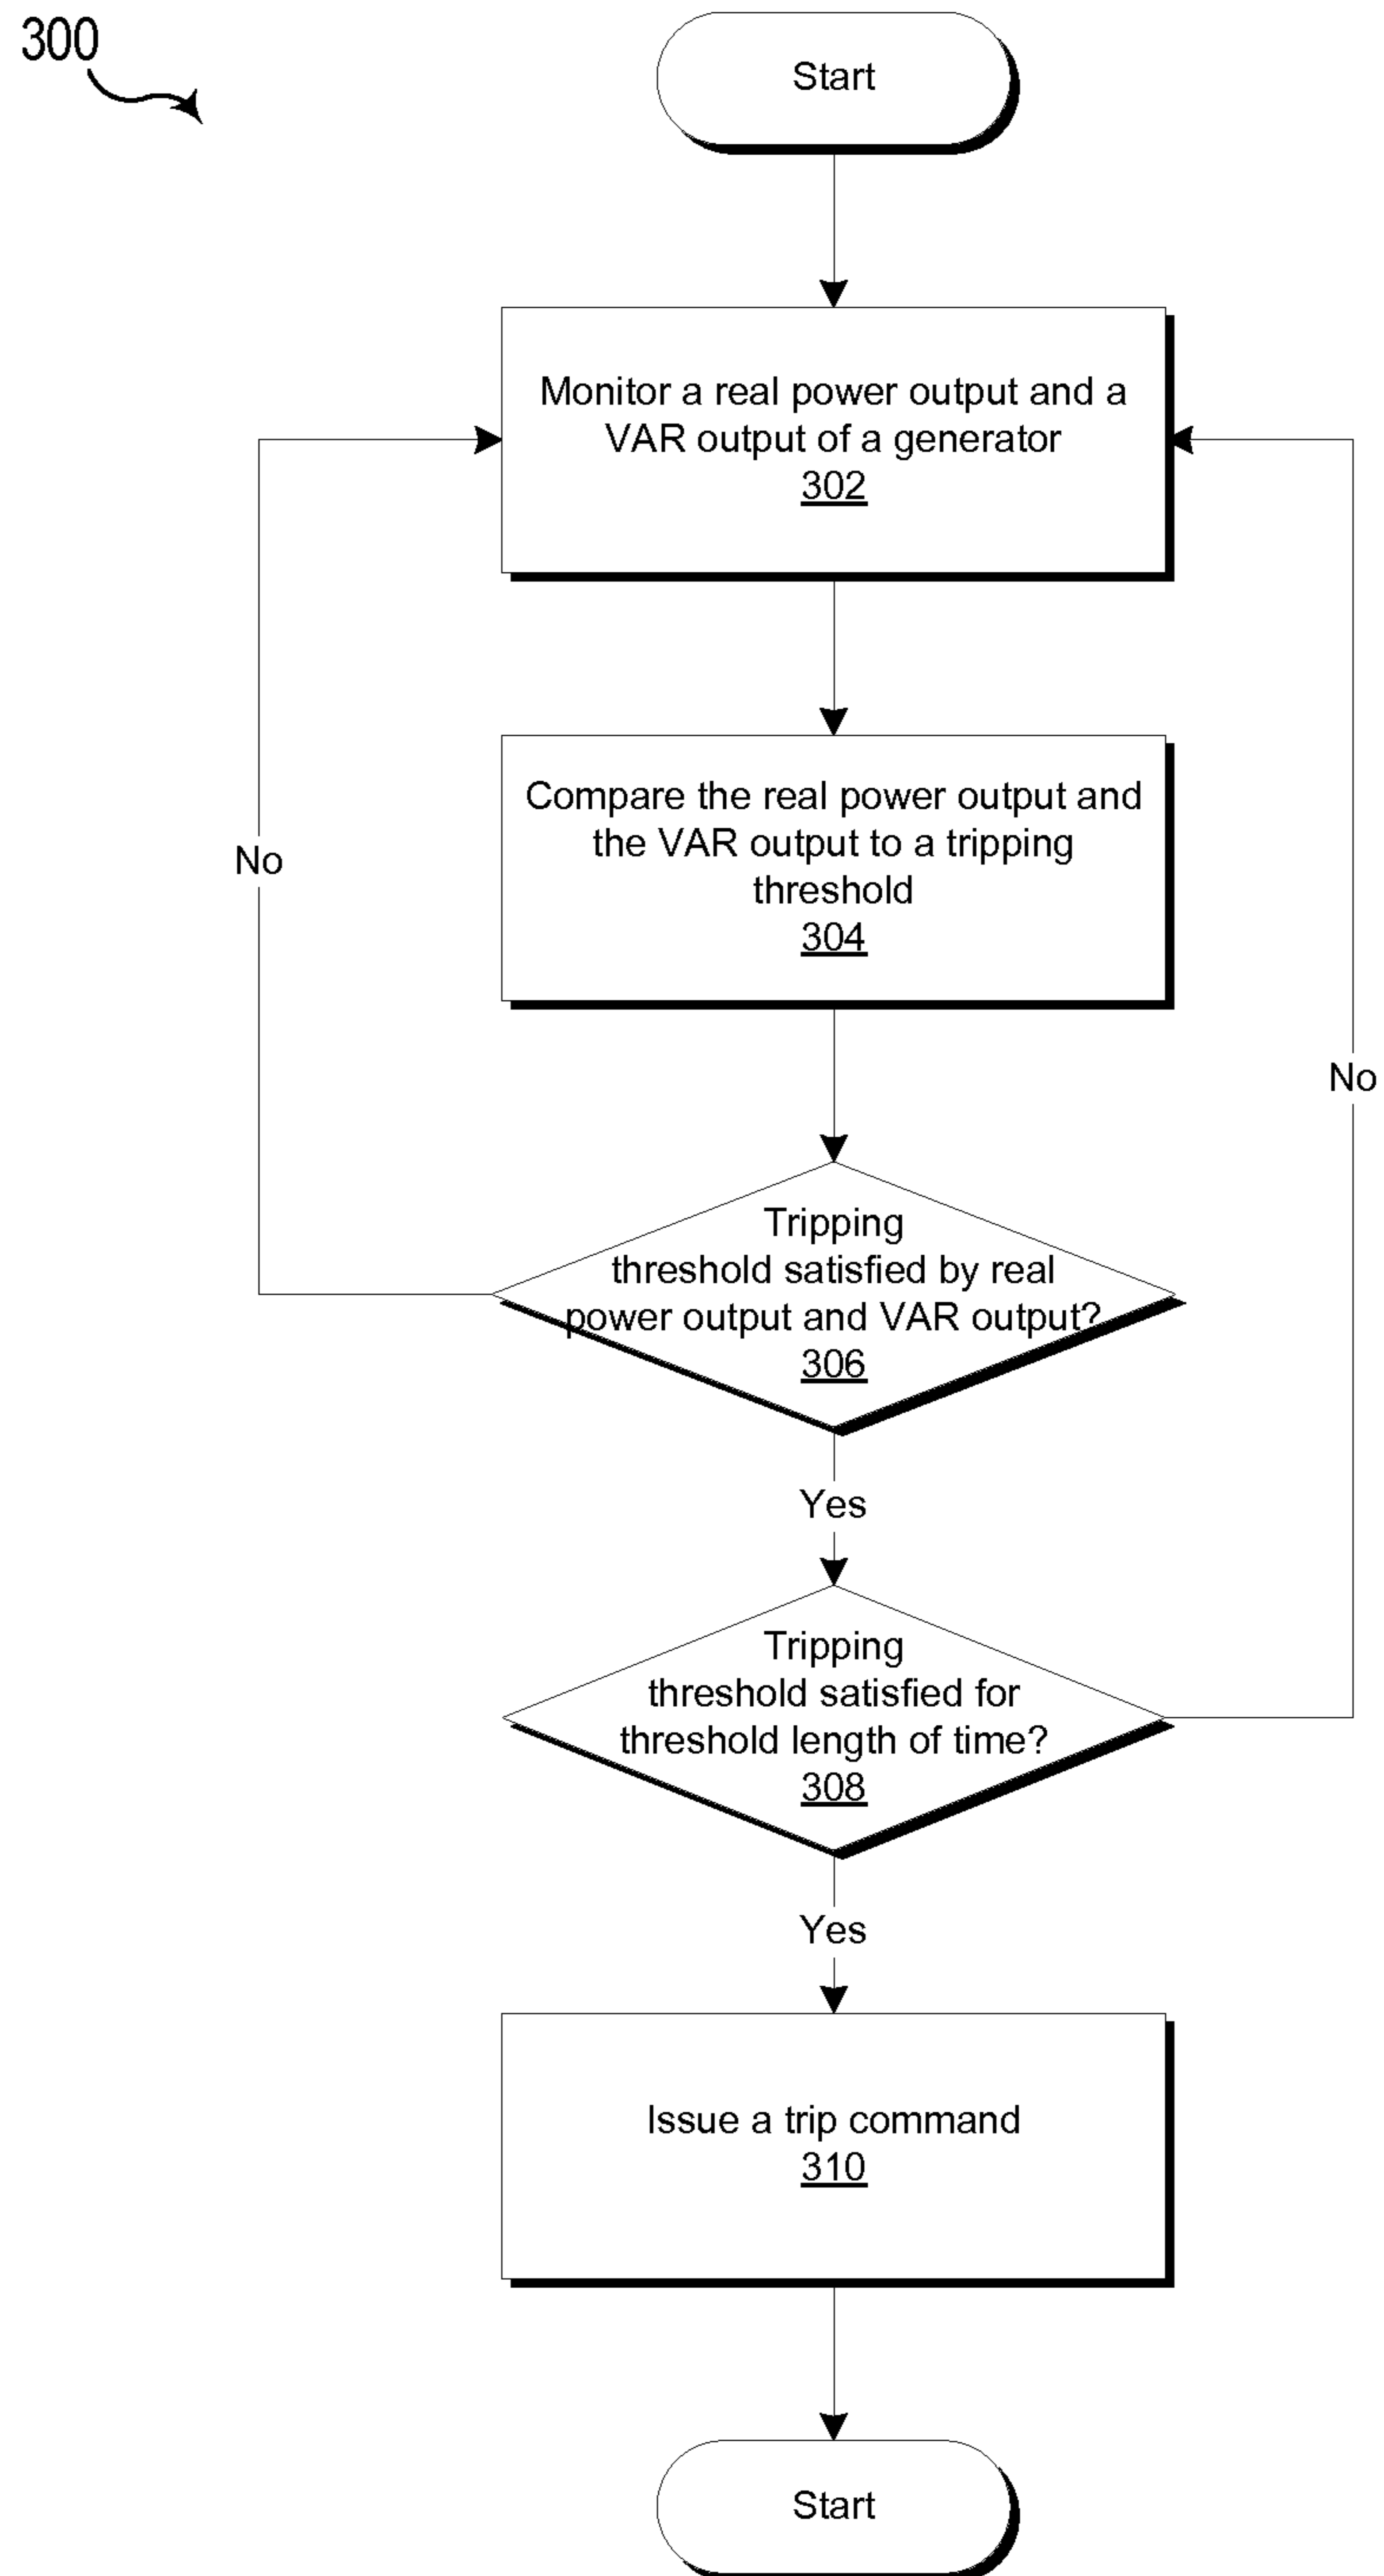 300
Start
Monitor a real power output and a
VAR output of a generator
302
Compare the real power output and
the VAR output to a tripping
threshold
304
No
No
Tripping
threshold satisfied by real
power output and VAR output?
306
Yes
Tripping
threshold satisfied for
threshold length of time?
308
Yes
Issue a trip command
310
Start